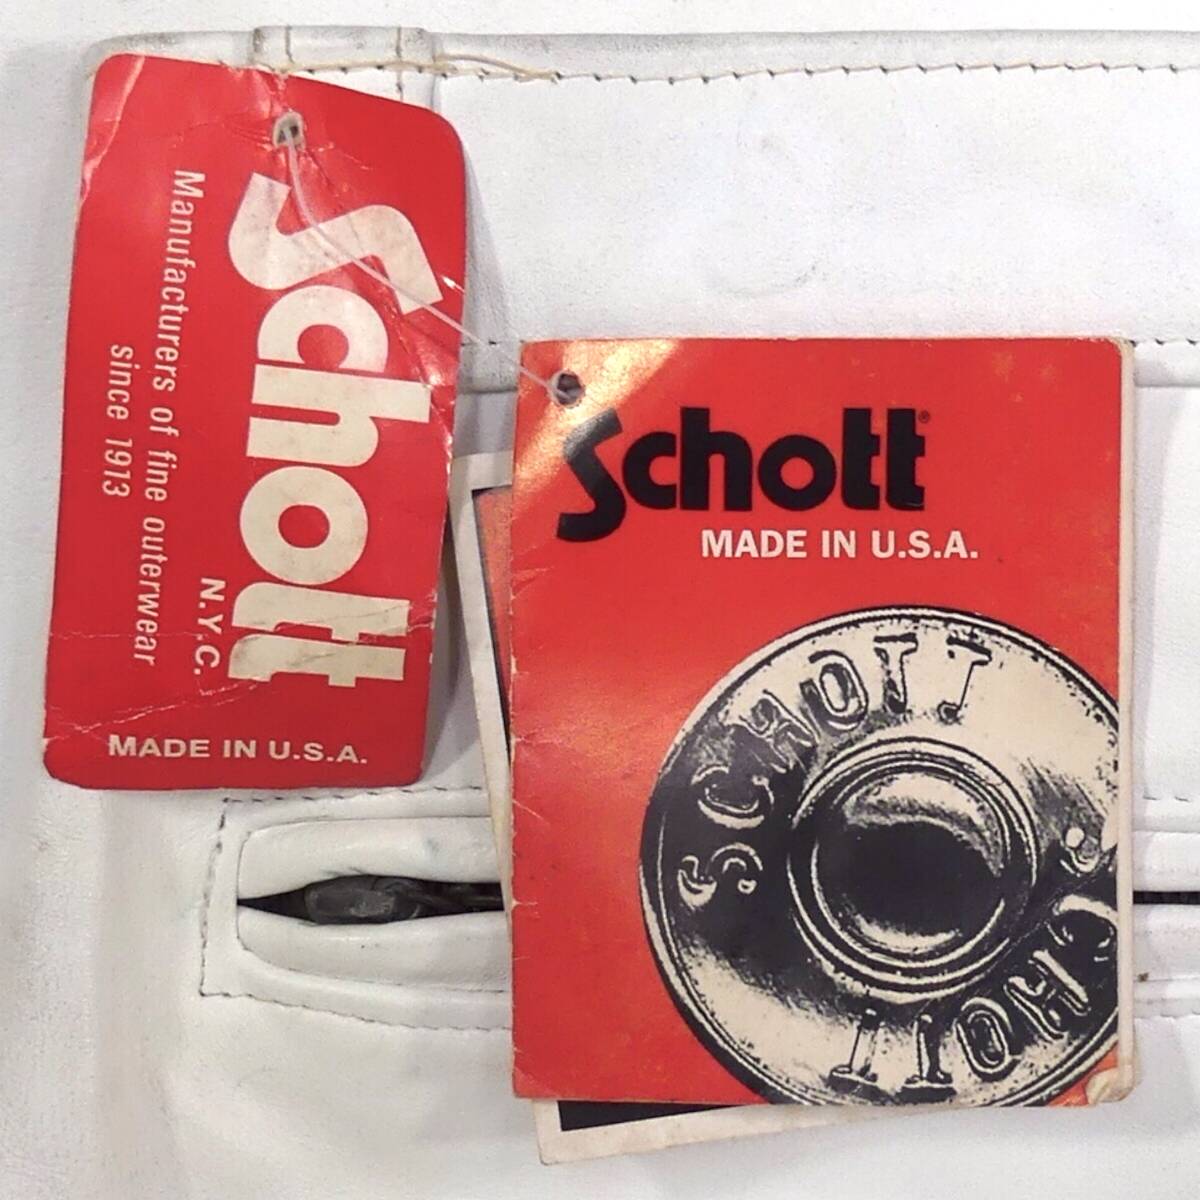 Schott
N.Y.C.
Manufacturers of fine outerwear
since 1913
MADE IN U.S.A.
Schott®
MADE IN U.S.A.
SCHOTT
SCHOTT